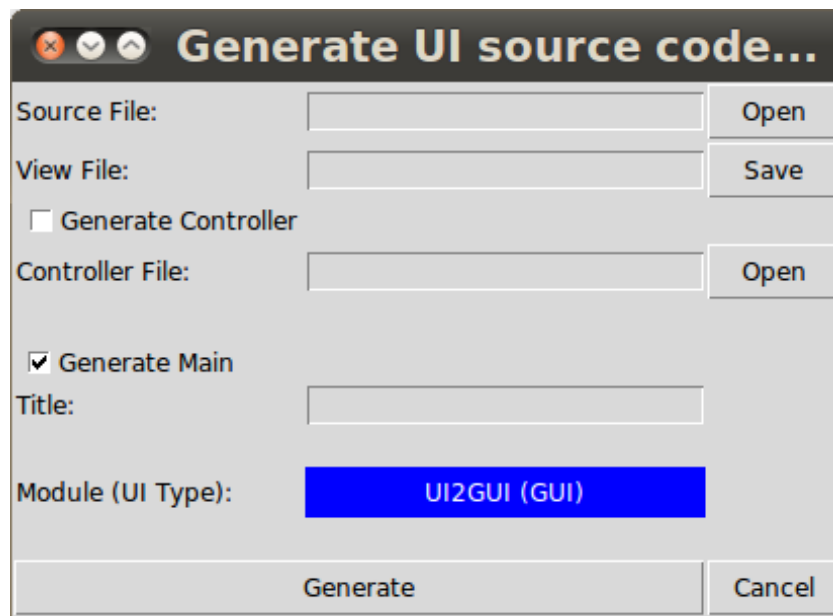 Generate UI source code...
Source File: Open
View File: Save
Generate Controller
Controller File: Open
Generate Main
Title:
Module (UI Type): UI2GUI (GUI)
Generate Cancel